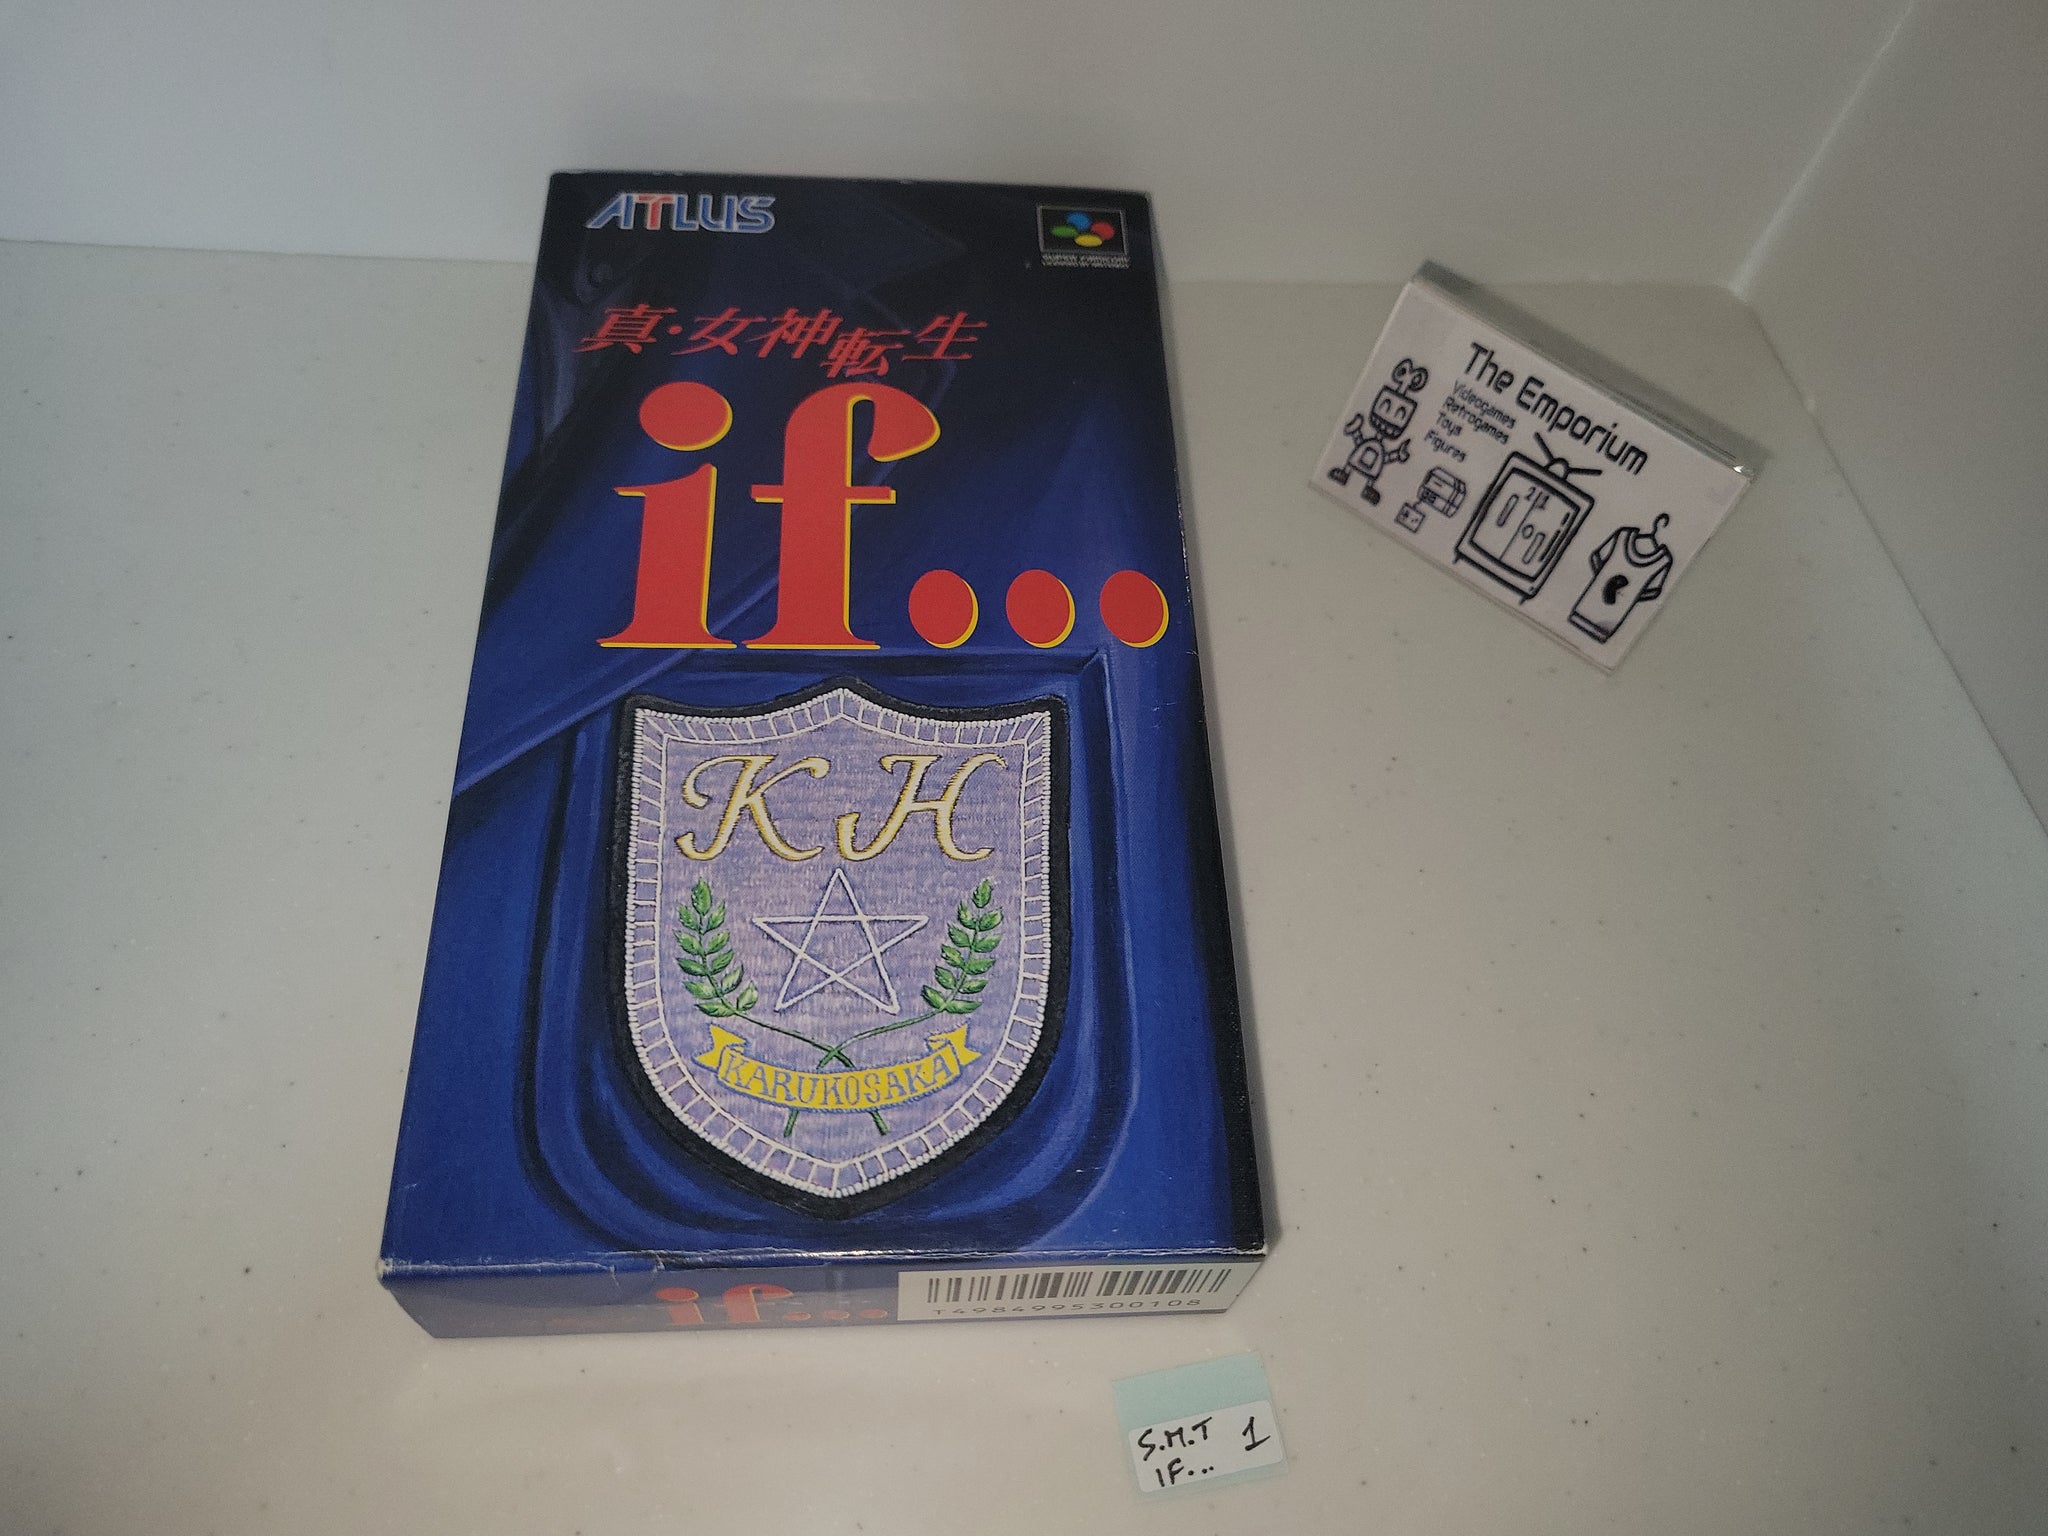 ATLUS
SUPER FAMICOM
真・女神転生
if...
K H
KARUKOSAKA
if...
T4984995300108
The Emporium
Videogames
Retrogames
Toys
Figures
S.M.T 1
IF...